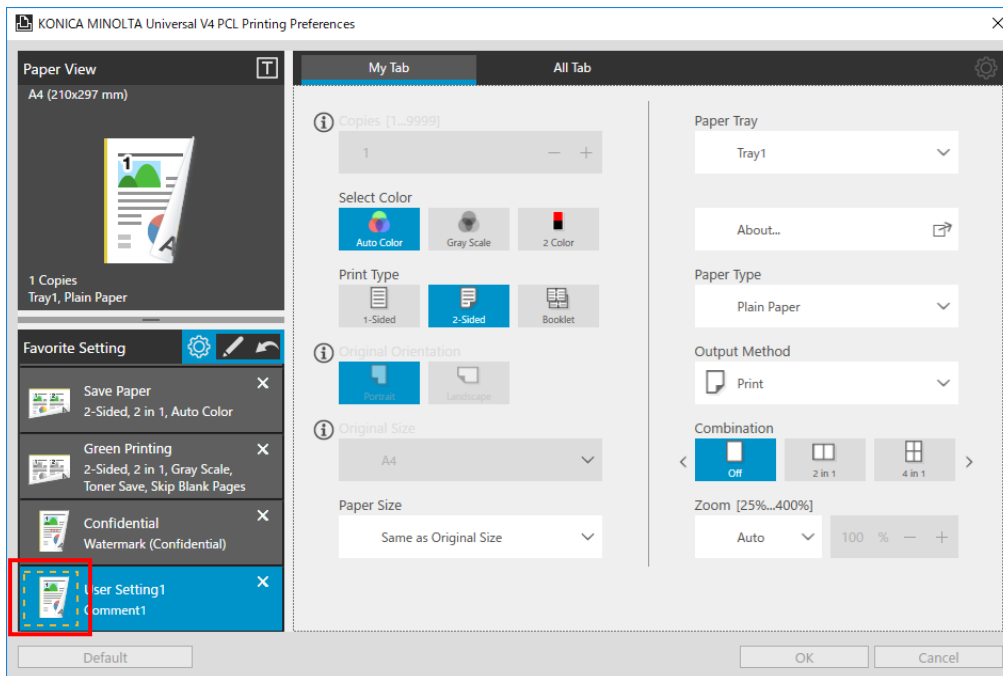 KONICA MINOLTA Universal V4 PCL Printing Preferences
Paper View
T
A4 (210x297 mm)
1
1 Copies
Tray1, Plain Paper
Favorite Setting
Save Paper
2-Sided, 2 in 1, Auto Color
Green Printing
2-Sided, 2 in 1, Gray Scale,
Toner Save, Skip Blank Pages
Confidential
Watermark (Confidential)
User Setting1
Comment1
Default
My Tab
All Tab
Copies [1...9999]
1
Select Color
Auto Color
Gray Scale
2 Color
Print Type
1-Sided
2-Sided
Booklet
Original Orientation
Portrait
Landscape
Original Size
A4
Paper Size
Same as Original Size
Paper Tray
Tray1
About...
Paper Type
Plain Paper
Output Method
Print
Combination
Off
2 in 1
4 in 1
Zoom [25%...400%]
Auto
100 %
OK
Cancel